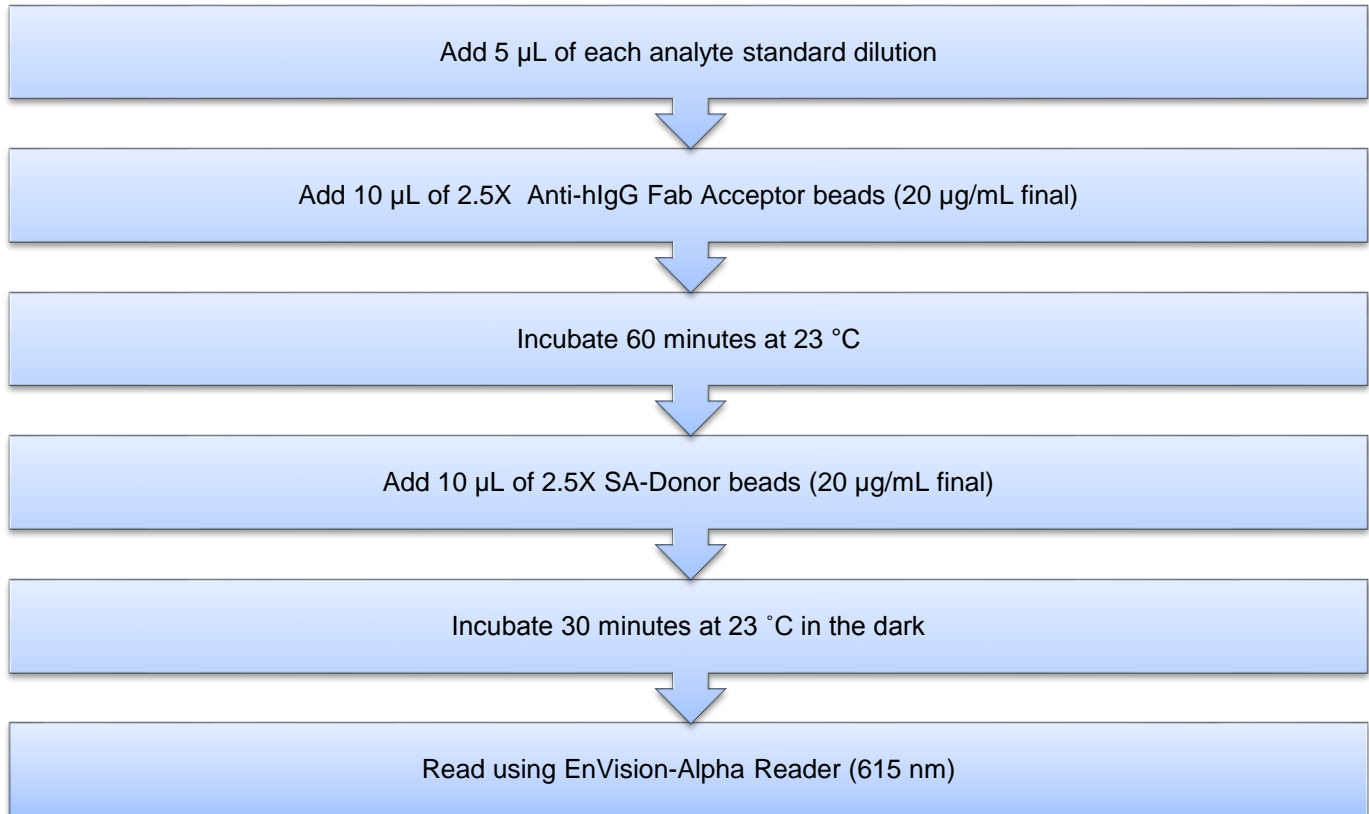 Add 5 µL of each analyte standard dilution
Add 10 µL of 2.5X  Anti-hIgG Fab Acceptor beads (20 µg/mL final)
Incubate 60 minutes at 23 °C
Add 10 µL of 2.5X SA-Donor beads (20 µg/mL final)
Incubate 30 minutes at 23 ˚C in the dark
Read using EnVision-Alpha Reader (615 nm)